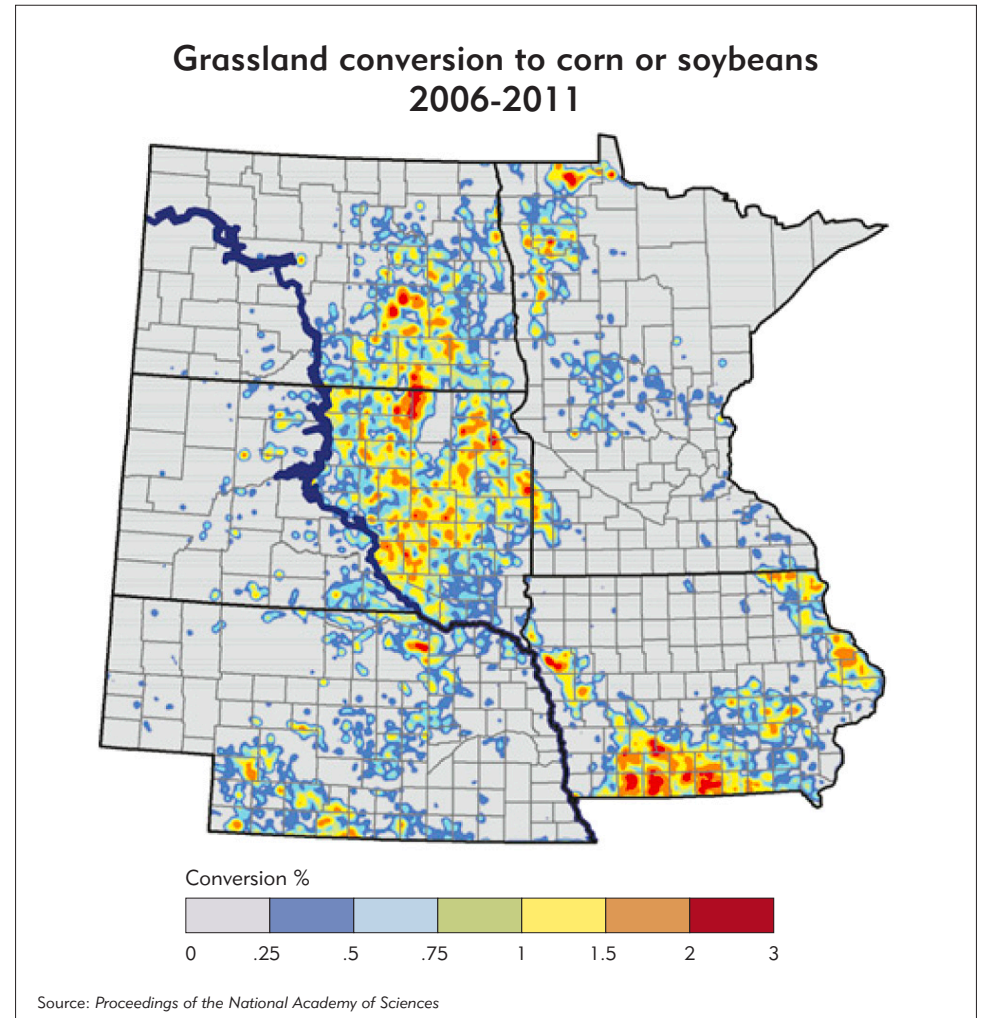 Grassland conversion to corn or soybeans
2006-2011
Conversion %
0 .25 .5 .75 1 1.5 2 3
Source: Proceedings of the National Academy of Sciences